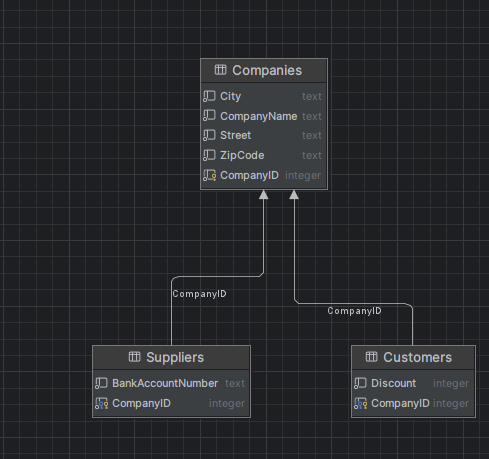 Companies
City text
CompanyName text
Street text
ZipCode text
CompanyID integer
CompanyID
CompanyID
Suppliers
BankAccountNumber text
CompanyID integer
Customers
Discount integer
CompanyID integer